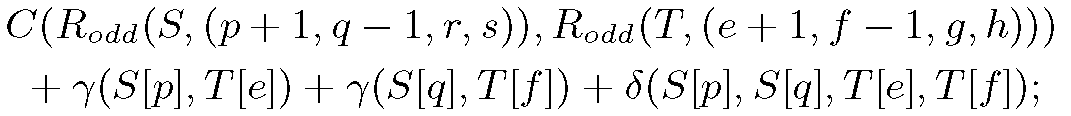 C(R_{odd}(S, (p + 1, q − 1, r, s)), R_{odd}(T, (e + 1, f − 1, g, h)))
+ γ(S[p], T[e]) + γ(S[q], T[f]) + δ(S[p], S[q], T[e], T[f]);